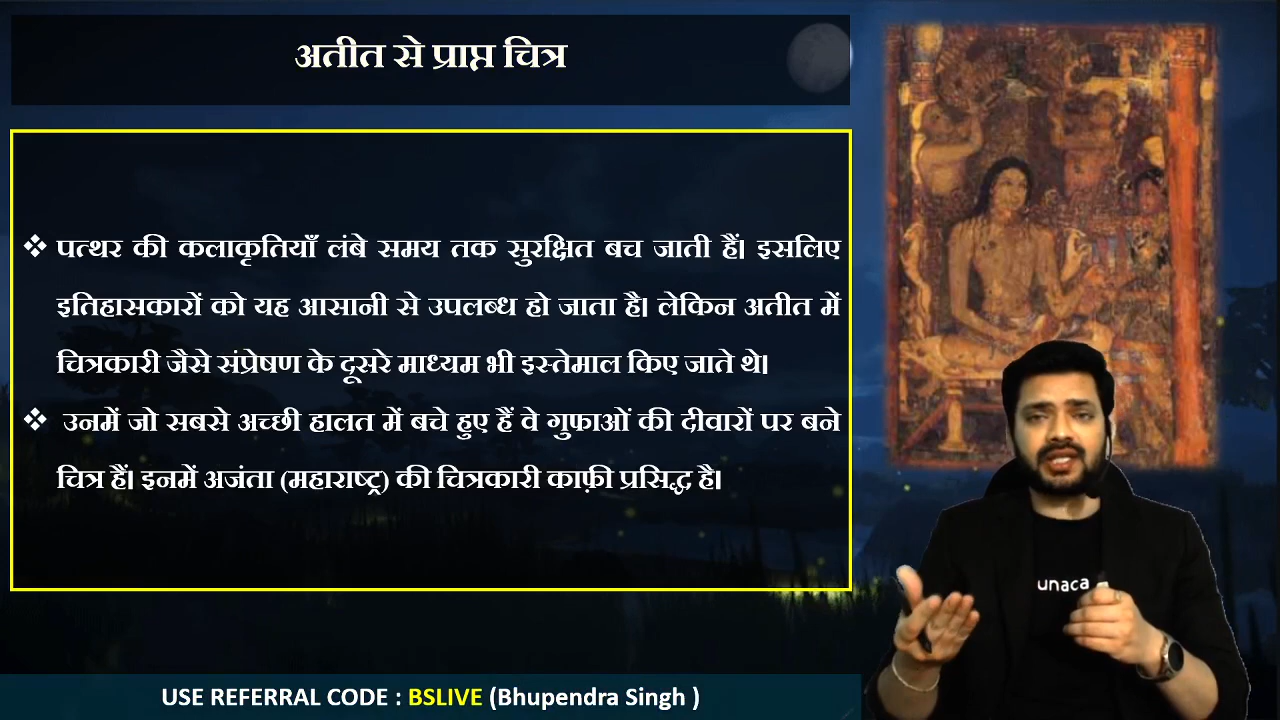 अतीत से प्राप्त चित्र
❖ पत्थर की कलाकृतियाँ लंबे समय तक सुरक्षित बच जाती हैं। इसलिए
इतिहासकारों को यह आसानी से उपलब्ध हो जाता है। लेकिन अतीत में
चित्रकारी जैसे संप्रेषण के दूसरे माध्यम भी इस्तेमाल किए जाते थे।
❖ उनमें जो सबसे अच्छी हालत में बचे हुए हैं वे गुफाओं की दीवारों पर बने
चित्र हैं। इनमें अजंता (महाराष्ट्र) की चित्रकारी काफ़ी प्रसिद्ध है।
unaca
USE REFERRAL CODE : BSLIVE (Bhupendra Singh )